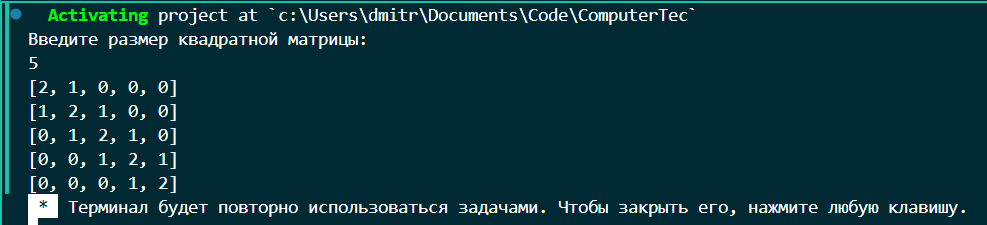 Activating project at `c:\Users\dmitr\Documents\Code\ComputerTec`
Введите размер квадратной матрицы:
5
[2, 1, 0, 0, 0]
[1, 2, 1, 0, 0]
[0, 1, 2, 1, 0]
[0, 0, 1, 2, 1]
[0, 0, 0, 1, 2]
* Терминал будет повторно использоваться задачами. Чтобы закрыть его, нажмите любую клавишу.